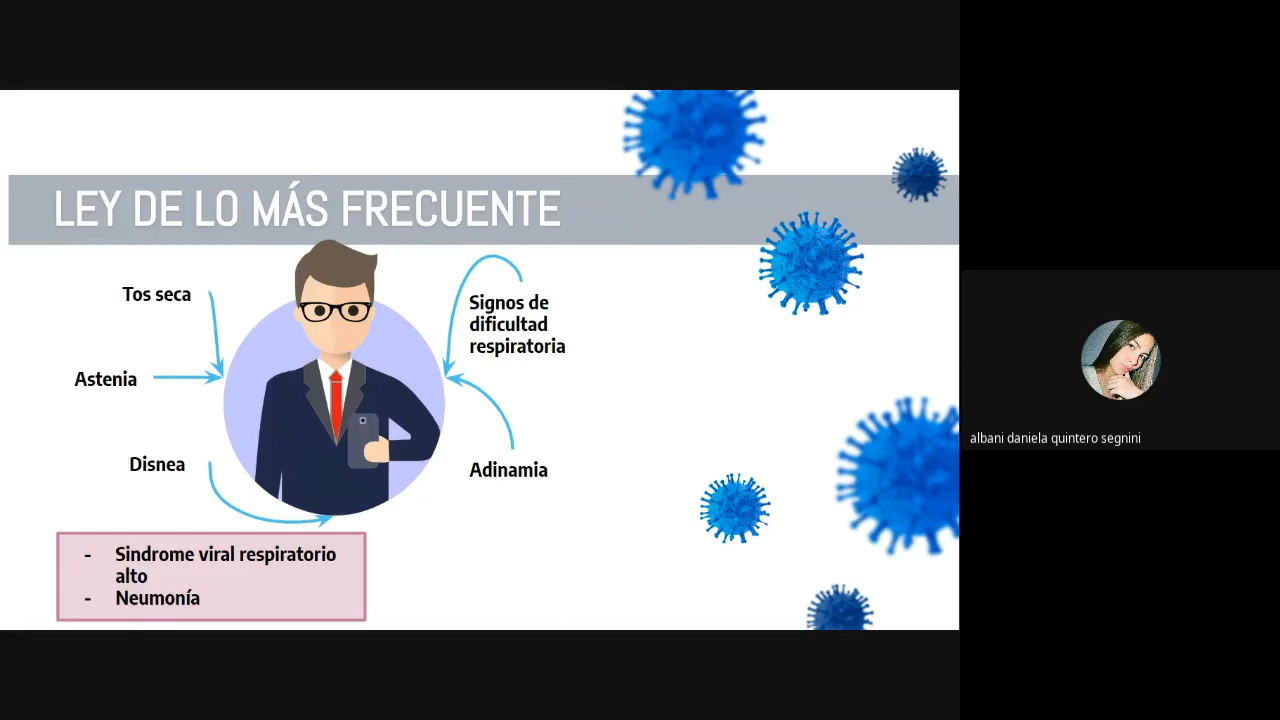 LEY DE LO MÁS FRECUENTE
Tos seca
Astenia
Disnea
Signos de
dificultad
respiratoria
Adinamia
- Sindrome viral respiratorio
alto
- Neumonía
albani daniela quintero segnini